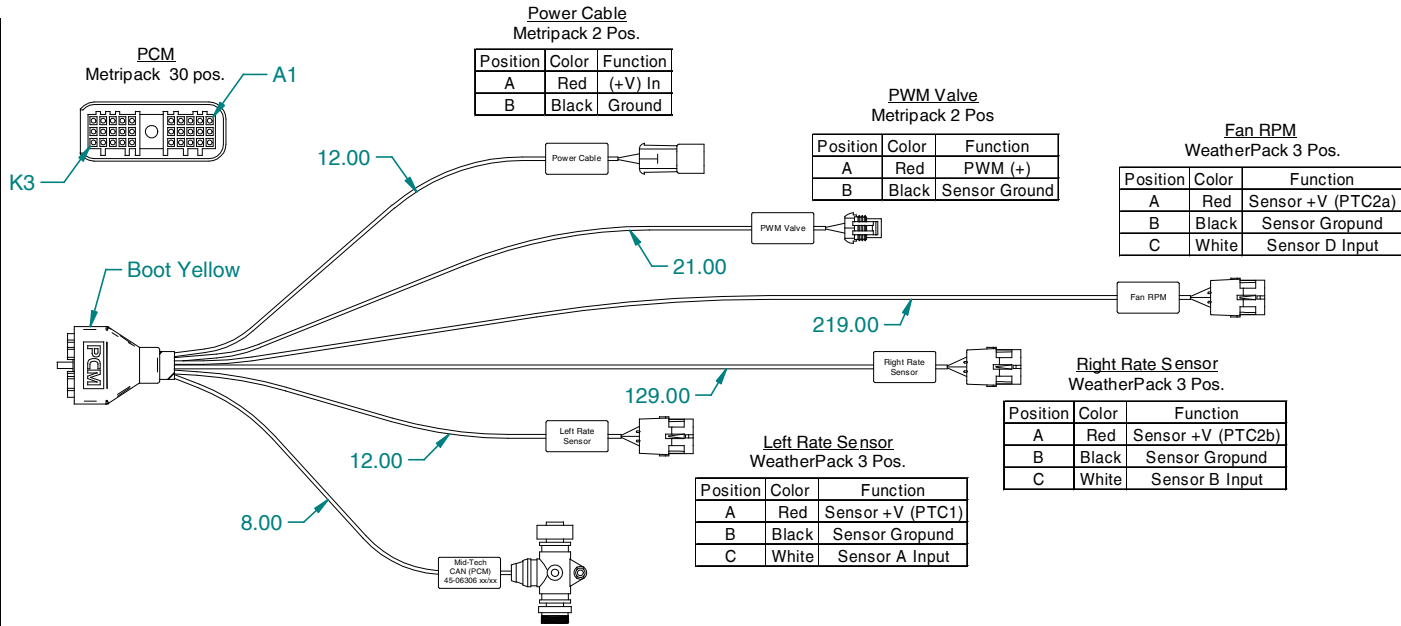 Power Cable
Metripack 2 Pos.
Position Color Function
A Red (+V) In
B Black Ground
PCM
Metripack 30 pos.
A1
K3
PWM Valve
Metripack 2 Pos
Position Color Function
A Red PWM (+)
B Black Sensor Ground
Fan RPM
WeatherPack 3 Pos.
Position Color Function
A Red Sensor +V (PTC2a)
B Black Sensor Gropund
C White Sensor D Input
12.00
Power Cable
PWM Valve
21.00
Boot Yellow
Fan RPM
219.00
PCM
Right Rate
Sensor
129.00
Right Rate Sensor
WeatherPack 3 Pos.
Position Color Function
A Red Sensor +V (PTC2b)
B Black Sensor Gropund
C White Sensor B Input
Left Rate
Sensor
12.00
Left Rate Sensor
WeatherPack 3 Pos.
Position Color Function
A Red Sensor +V (PTC1)
B Black Sensor Gropund
C White Sensor A Input
8.00
Mid-Tech
CAN (PCM)
45-06306 xx/xx